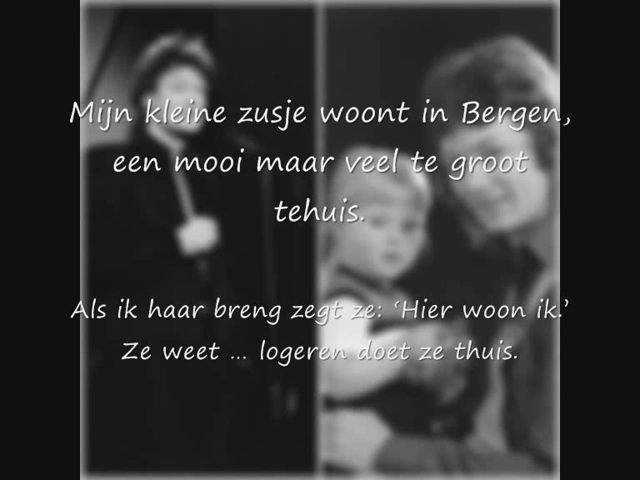 Mijn kleine zusje woont in Bergen,
een mooi maar veel te groot
tehuis.
Als ik haar breng zegt ze: ‘Hier woon ik.’
Ze weet ... logeren doet ze thuis.